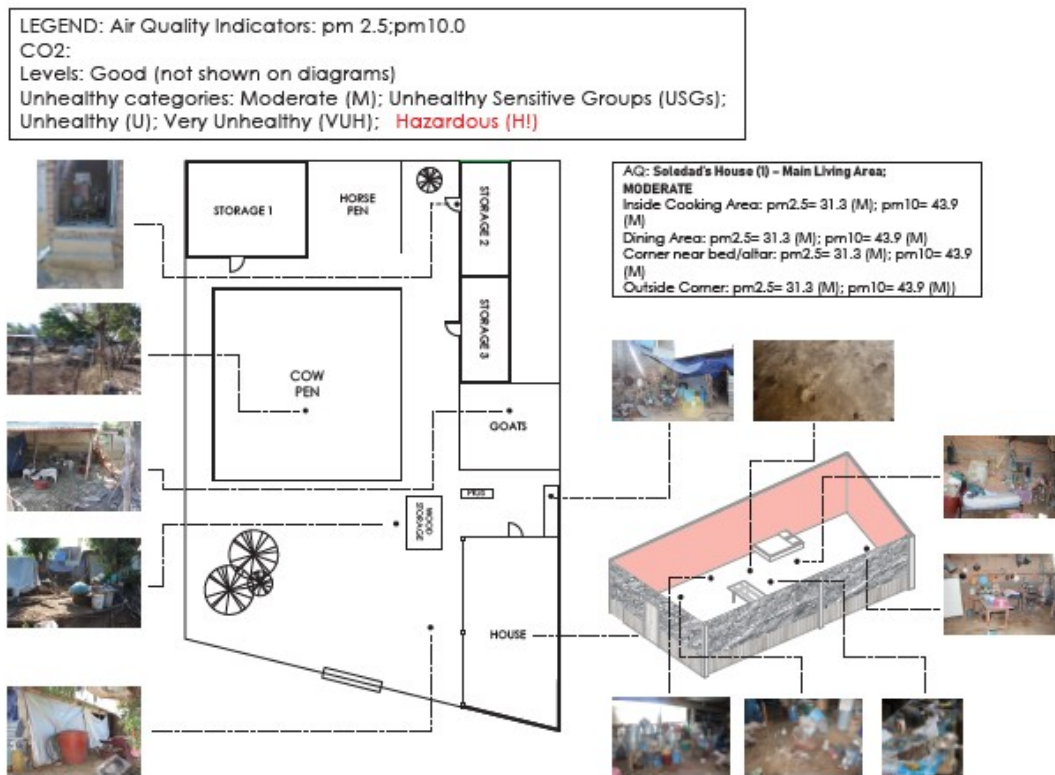 LEGEND: Air Quality Indicators: pm 2.5;pm10.0
CO2:
Levels: Good (not shown on diagrams)
Unhealthy categories: Moderate (M); Unhealthy Sensitive Groups (USGs);
Unhealthy (U); Very Unhealthy (VUH); Hazardous (H!)
AQ: Soledad's House (1) – Main Living Area;
MODERATE
Inside Cooking Area: pm2.5= 31.3 (M); pm10= 43.9
(M)
Dining Area: pm2.5= 31.3 (M); pm10= 43.9 (M)
Corner near bed/altar: pm2.5= 31.3 (M); pm10= 43.9
(M)
Outside Corner: pm2.5= 31.3 (M); pm10= 43.9 (M))
STORAGE 1
HORSE
PEN
STORAGE 2
STORAGE 3
COW
PEN
GOATS
PIGS
WOOD
STORAGE
HOUSE